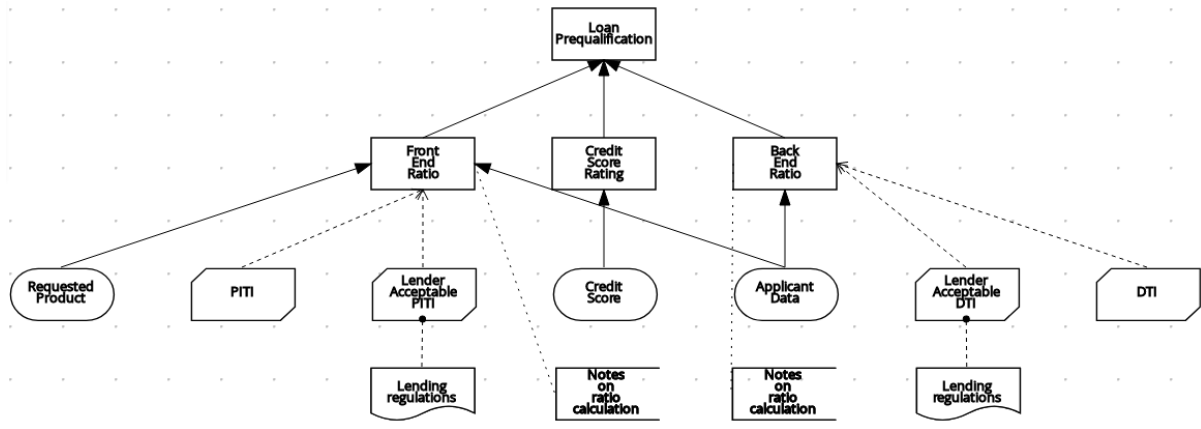 Loan
Prequalification
Front
End
Ratio
Credit
Score
Rating
Back
End
Ratio
Requested
Product
PITI
Lender
Acceptable
PITI
Credit
Score
Applicant
Data
Lender
Acceptable
DTI
DTI
Lending
regulations
Notes
on
ratio
calculation
Notes
on
ratio
calculation
Lending
regulations